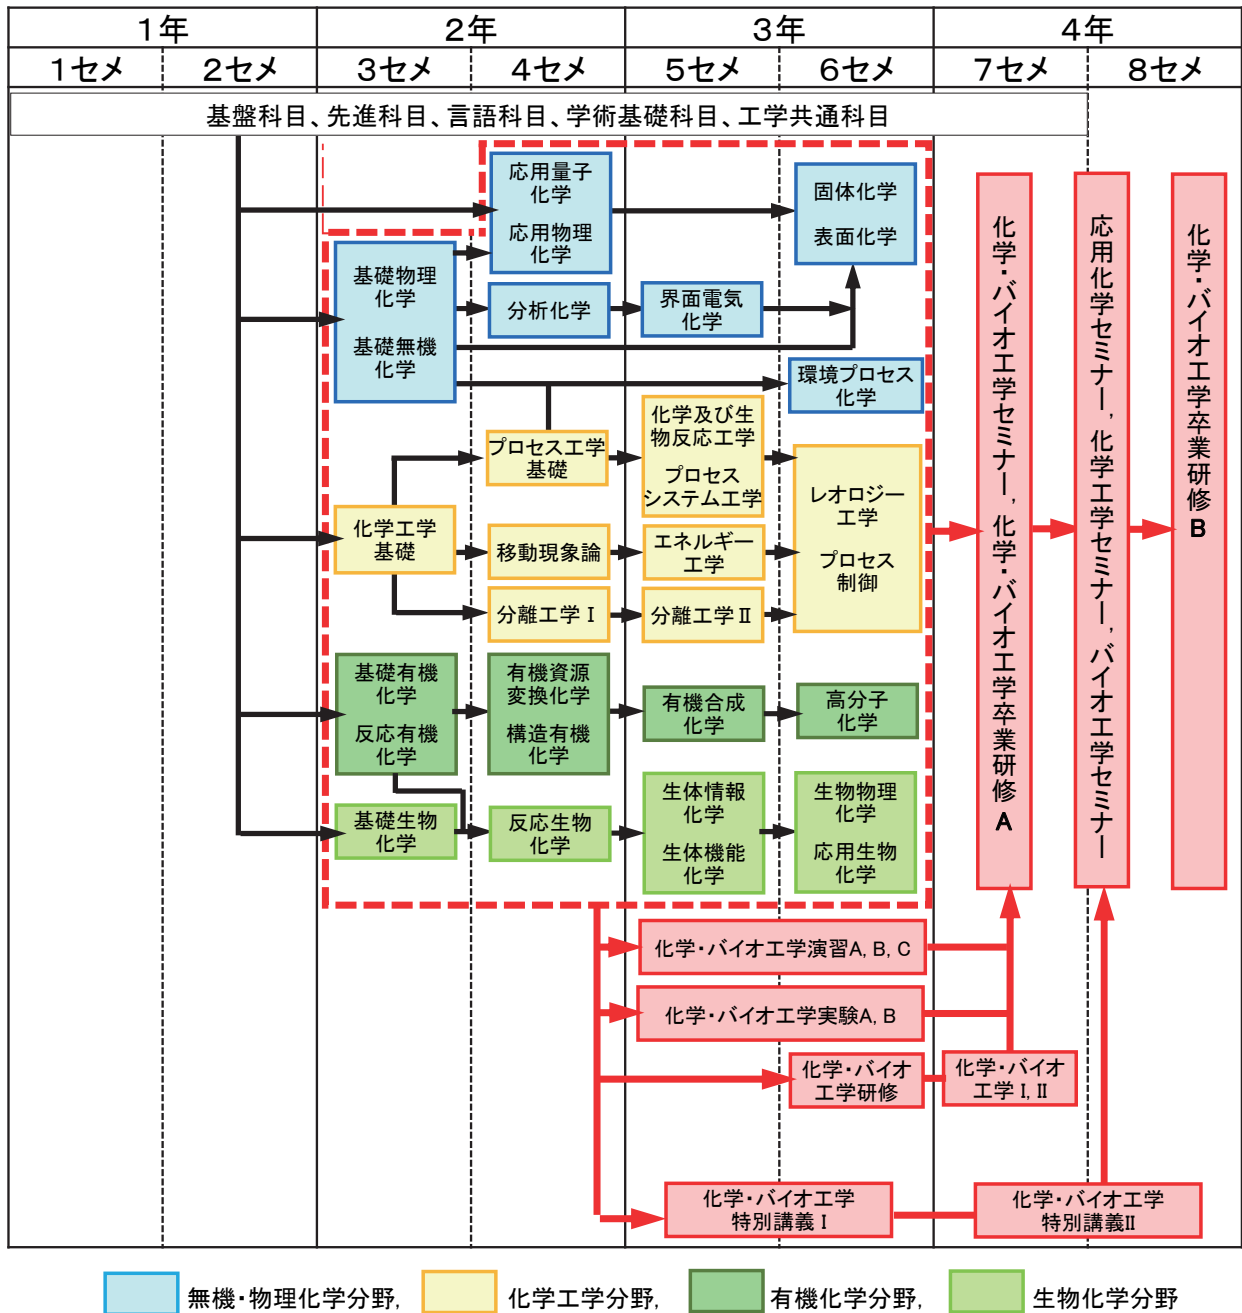 1年
2年
3年
4年
1セメ
2セメ
3セメ
4セメ
5セメ
6セメ
7セメ
8セメ
基盤科目、先進科目、言語科目、学術基礎科目、工学共通科目
応用量子
化学
応用物理
化学
固体化学
表面化学
基礎物理
化学
基礎無機
化学
分析化学
界面電気
化学
環境プロセス
化学
プロセス工学
基礎
化学及び生
物反応工学
プロセス
システム工学
レオロジー
工学
プロセス
制御
化学工学
基礎
移動現象論
エネルギー
工学
分離工学 I
分離工学 II
基礎有機
化学
反応有機
化学
有機資源
変換化学
構造有機
化学
有機合成
化学
高分子
化学
基礎生物
化学
反応生物
化学
生体情報
化学
生体機能
化学
生物物理
化学
応用生物
化学
化学・バイオ工学セミナー, 化学・バイオ工学卒業研修 A
応用化学セミナー, 化学工学セミナー, バイオ工学セミナー
化学・バイオ工学卒業研修 B
化学・バイオ工学演習A, B, C
化学・バイオ工学実験A, B
化学・バイオ
工学研修
化学・バイオ
工学 I, II
化学・バイオ工学
特別講義 I
化学・バイオ工学
特別講義II
無機・物理化学分野,
化学工学分野,
有機化学分野,
生物化学分野